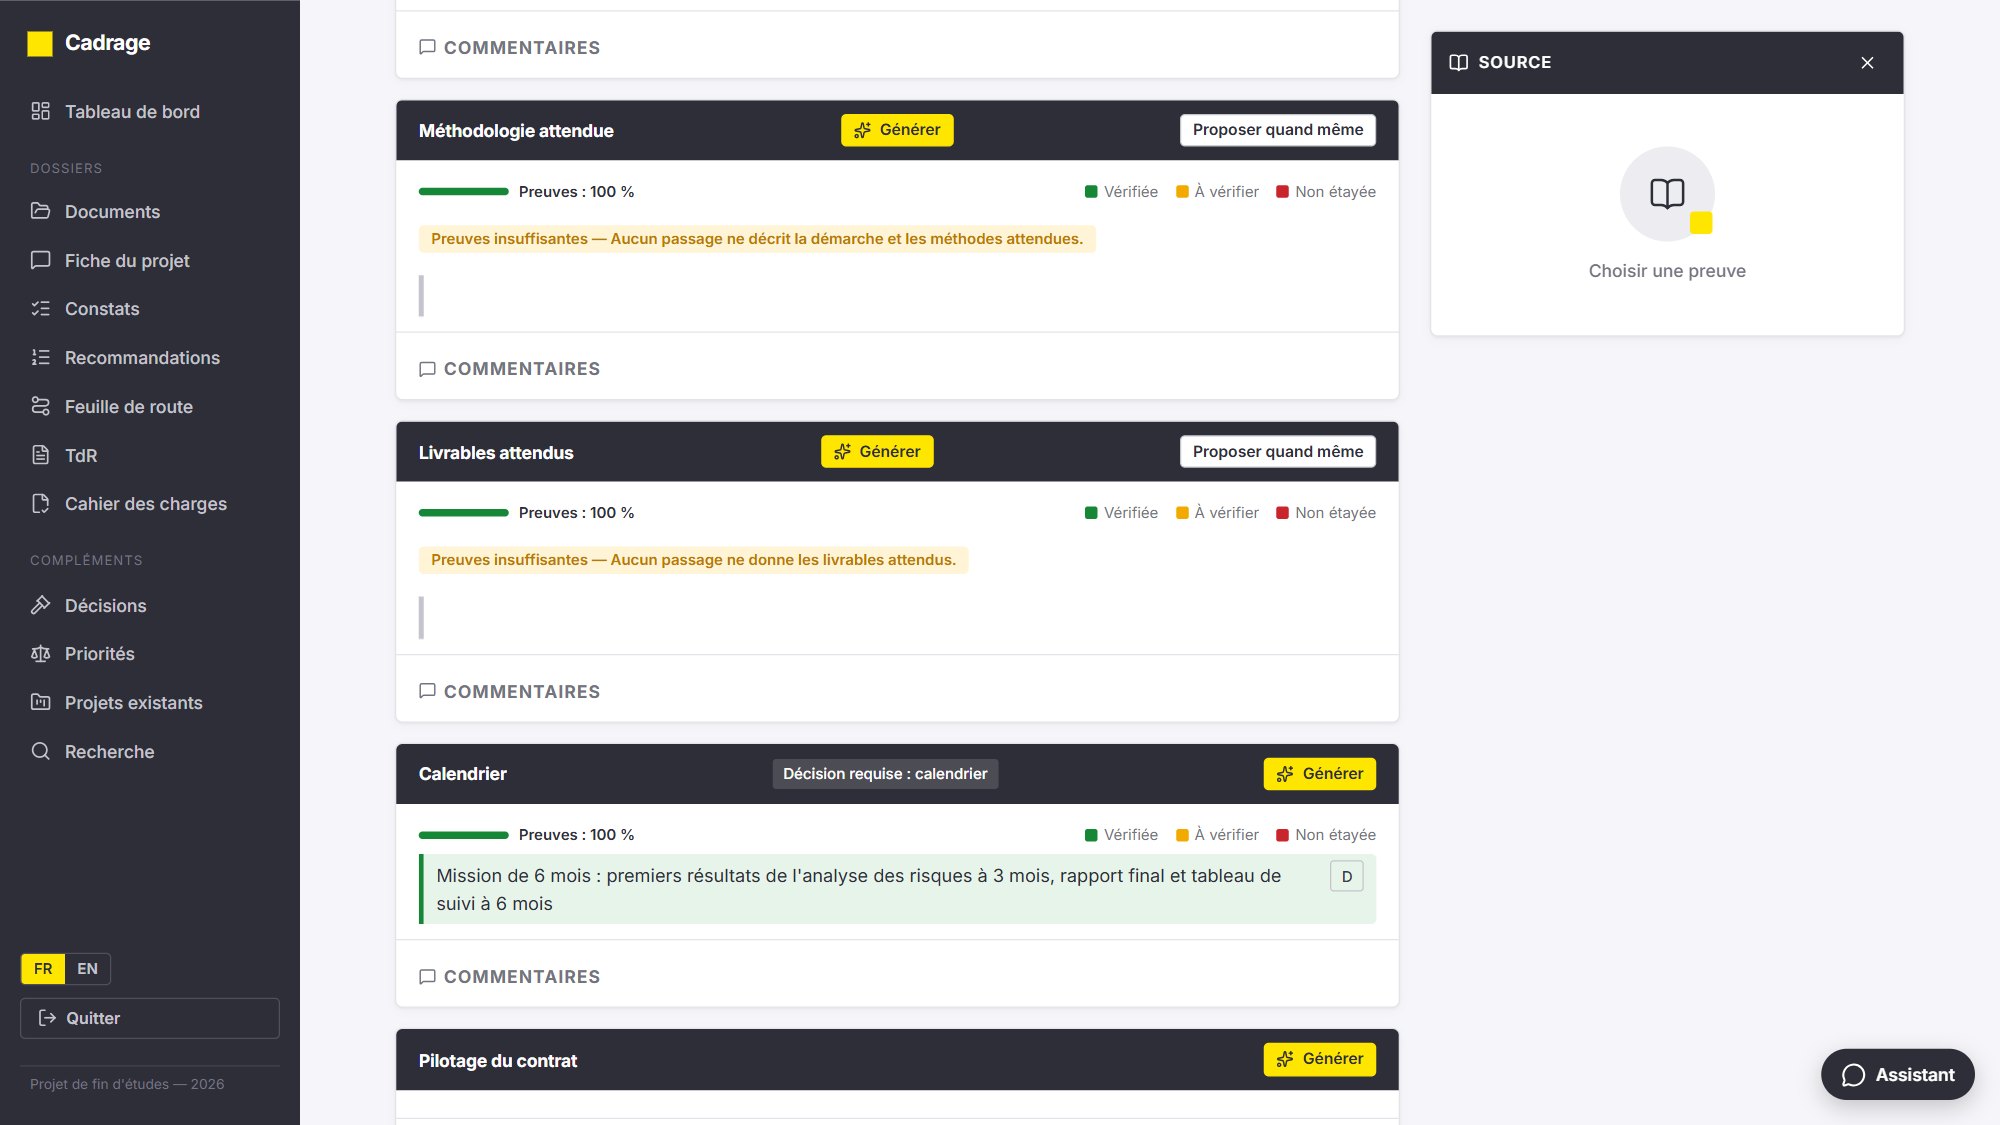 Cadrage
Tableau de bord
DOSSIERS
Documents
Fiche du projet
Constats
Recommandations
Feuille de route
TdR
Cahier des charges
COMPLÉMENTS
Décisions
Priorités
Projets existants
Recherche
FR EN
Quitter
Projet de fin d'études — 2026
COMMENTAIRES
Méthodologie attendue
Générer
Proposer quand même
Preuves : 100 %
Vérifiée
À vérifier
Non étayée
Preuves insuffisantes — Aucun passage ne décrit la démarche et les méthodes attendues.
COMMENTAIRES
Livrables attendus
Générer
Proposer quand même
Preuves : 100 %
Vérifiée
À vérifier
Non étayée
Preuves insuffisantes — Aucun passage ne donne les livrables attendus.
COMMENTAIRES
Calendrier
Décision requise : calendrier
Générer
Preuves : 100 %
Vérifiée
À vérifier
Non étayée
Mission de 6 mois : premiers résultats de l'analyse des risques à 3 mois, rapport final et tableau de
suivi à 6 mois
D
COMMENTAIRES
Pilotage du contrat
Générer
SOURCE
Choisir une preuve
Assistant